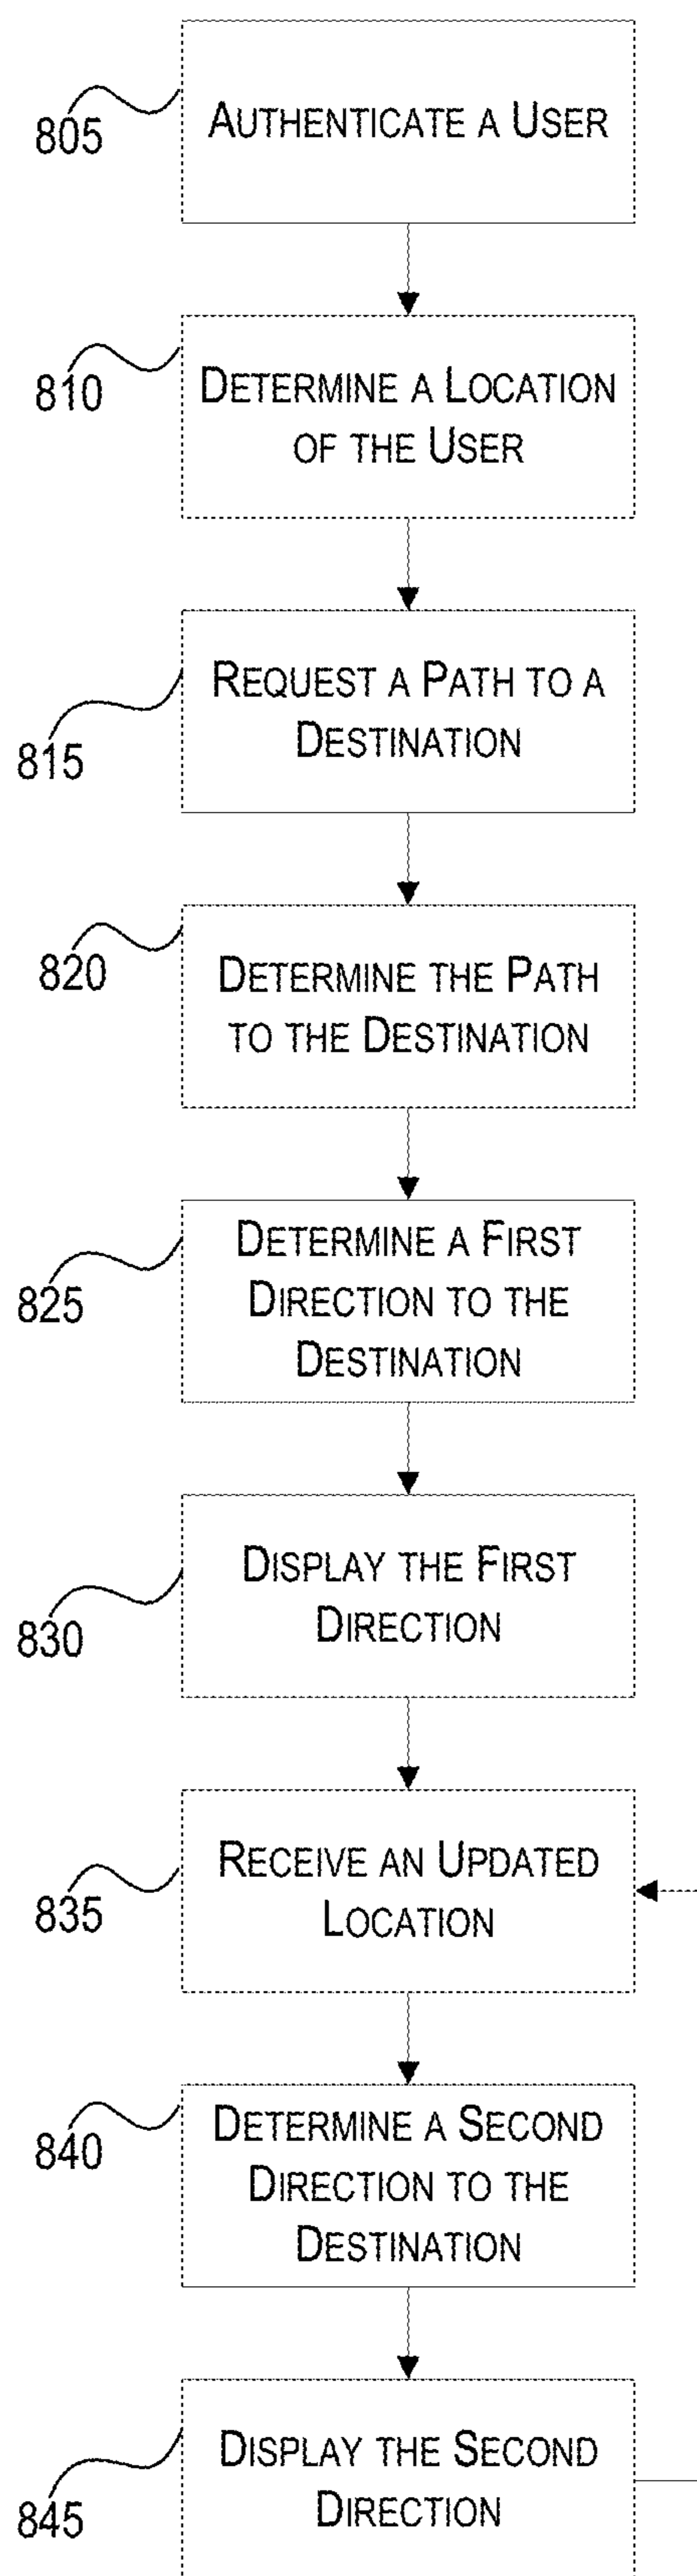 AUTHENTICATE A USER
805
DETERMINE A LOCATION
OF THE USER
810
REQUEST A PATH TO A
DESTINATION
815
DETERMINE THE PATH
TO THE DESTINATION
820
DETERMINE A FIRST
DIRECTION TO THE
DESTINATION
825
DISPLAY THE FIRST
DIRECTION
830
RECEIVE AN UPDATED
LOCATION
835
DETERMINE A SECOND
DIRECTION TO THE
DESTINATION
840
DISPLAY THE SECOND
DIRECTION
845